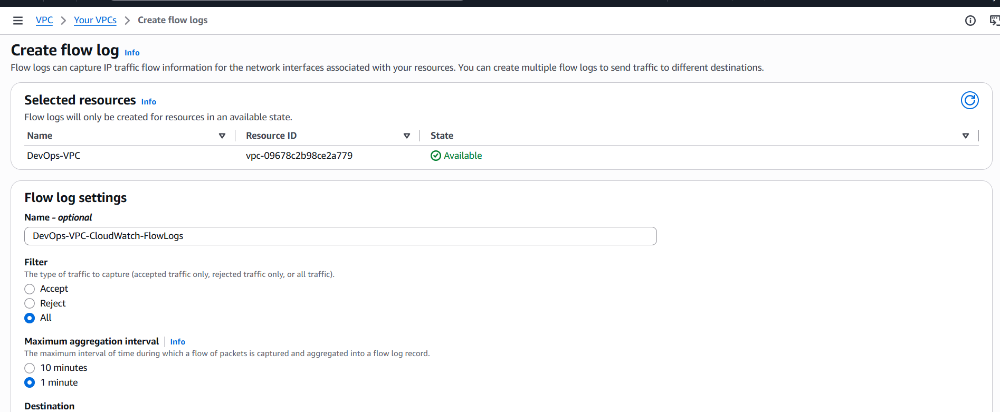 VPC > Your VPCs > Create flow logs
Create flow log Info
Flow logs can capture IP traffic flow information for the network interfaces associated with your resources. You can create multiple flow logs to send traffic to different destinations.
Selected resources Info
Flow logs will only be created for resources in an available state.
Name Resource ID State
DevOps-VPC vpc-09678c2b98ce2a779 Available
Flow log settings
Name - optional
DevOps-VPC-CloudWatch-FlowLogs
Filter
The type of traffic to capture (accepted traffic only, rejected traffic only, or all traffic).
Accept
Reject
All
Maximum aggregation interval Info
The maximum interval of time during which a flow of packets is captured and aggregated into a flow log record.
10 minutes
1 minute
Destination